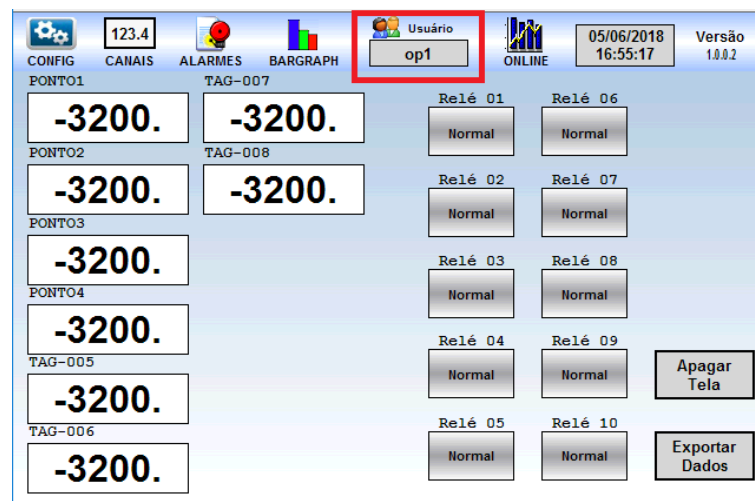 CONFIG
123.4
CANAIS
ALARMES
BARGRAPH
Usuário
op1
ONLINE
05/06/2018
16:55:17
Versão
1.0.0.2
PONTO1
-3200.
TAG-007
-3200.
PONTO2
-3200.
TAG-008
-3200.
PONTO3
-3200.
PONTO4
-3200.
TAG-005
-3200.
TAG-006
-3200.
Relé 01
Normal
Relé 06
Normal
Relé 02
Normal
Relé 07
Normal
Relé 03
Normal
Relé 08
Normal
Relé 04
Normal
Relé 09
Normal
Relé 05
Normal
Relé 10
Normal
Apagar
Tela
Exportar
Dados